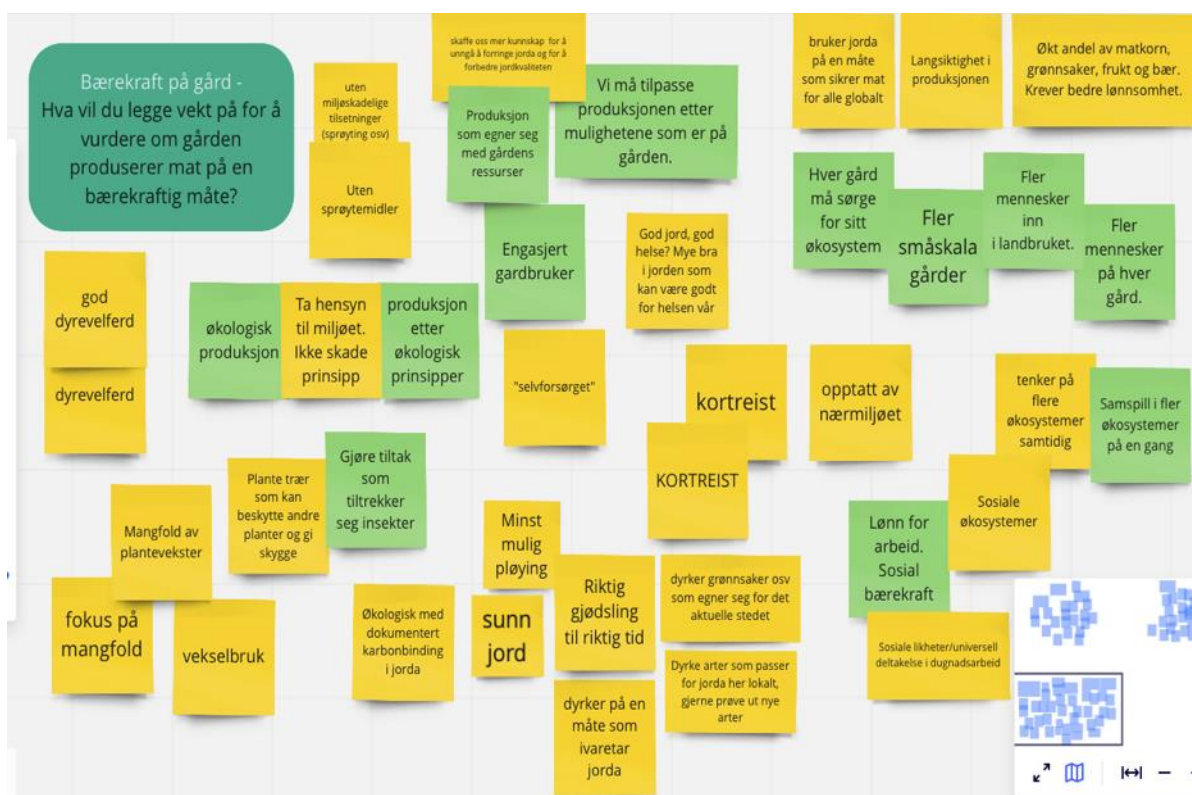 Bærekraft på gård -
Hva vil du legge vekt på for å
vurdere om gården
produserer mat på en
bærekraftig måte?
uten
miljøskadelige
tilsetninger
(sprøyting osv)
Uten
sprøytemidler
skaffe oss mer kunnskap for å
unngå å forringe jorda og for å
forbedre jordkvaliteten
Produksjon
som egner seg
med gårdens
ressurser
Vi må tilpasse
produksjonen etter
mulighetene som er på
gården.
bruker jorda
på en måte
som sikrer mat
for alle globalt
Langsiktighet i
produksjonen
Økt andel av matkorn,
grønnsaker, frukt og bær.
Krever bedre lønnsomhet.
Hver gård
må sørge
for sitt
økosystem
Fler
småskala
gårder
Fler
mennesker
inn
i landbruket.
Fler
mennesker
på hver
gård.
Engasjert
gardbruker
God jord, god
helse? Mye bra
i jorden som
kan være godt
for helsen vår
god
dyrevelferd
dyrevelferd
økologisk
produksjon
Ta hensyn
til miljøet.
Ikke skade
prinsipp
produksjon
etter
økologisk
prinsipper
"selvforsørget"
kortreist
KORTREIST
opptatt av
nærmiljøet
tenker på
flere
økosystemer
samtidig
Samspill i fler
økosystemer
på en gang
Sosiale
økosystemer
Lønn for
arbeid.
Sosial
bærekraft
Sosiale likheter/universell
deltakelse i dugnadsarbeid
Gjøre tiltak
som
tiltrekker
seg insekter
Plante trær
som kan
beskytte andre
planter og gi
skygge
Mangfold av
plantevekster
fokus på
mangfold
vekselbruk
Økologisk med
dokumentert
karbonbinding
i jorda
Minst
mulig
pløying
sunn
jord
Riktig
gjødsling
til riktig tid
dyrker på en
måte som
ivaretar
jorda
dyrker grønnsaker osv
som egner seg for det
aktuelle stedet
Dyrke arter som passer
for jorda her lokalt,
gjerne prøve ut nye
arter